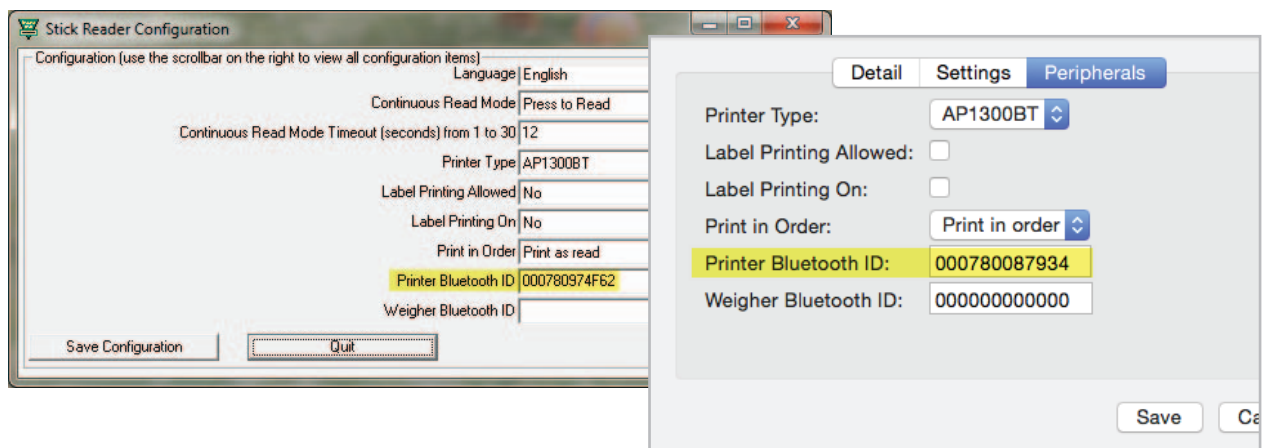 Stick Reader Configuration
Configuration (use the scrollbar on the right to view all configuration items)
Language English
Continuous Read Mode Press to Read
Continuous Read Mode Timeout (seconds) from 1 to 30 12
Printer Type AP1300BT
Label Printing Allowed No
Label Printing On No
Print in Order Print as read
Printer Bluetooth ID 000780974F62
Weigher Bluetooth ID
Save Configuration Quit
Detail Settings Peripherals
Printer Type: AP1300BT
Label Printing Allowed:
Label Printing On:
Print in Order: Print in order
Printer Bluetooth ID: 000780087934
Weigher Bluetooth ID: 000000000000
Save